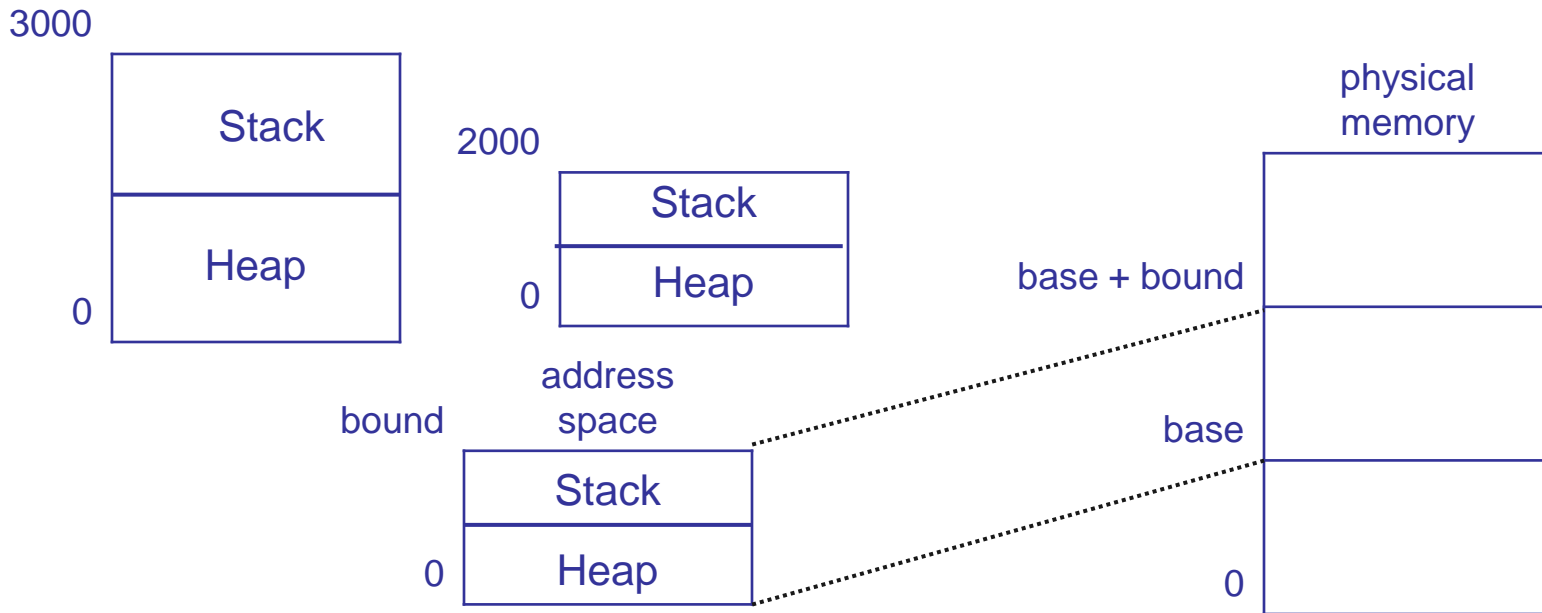 3000
Stack
Heap
0
2000
Stack
Heap
0
address
space
bound
Stack
Heap
0
physical
memory
base + bound
base
0